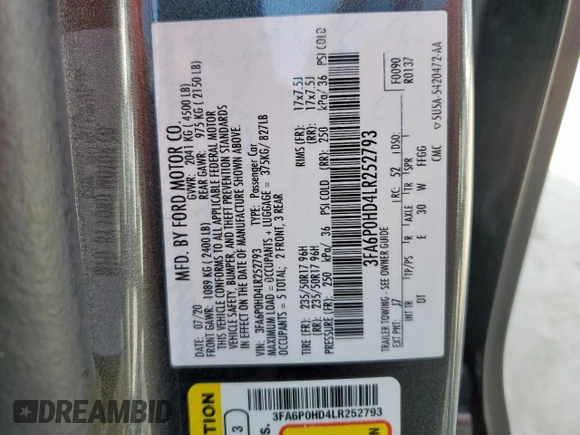 MFD. BY FORD MOTOR CO.
DATE: 07/20 GVWR: 2041 KG ( 4500 LB)
FRONT GAWR: 1089 KG ( 2400 LB) REAR GAWR: 975 KG ( 2150 LB)
THIS VEHICLE CONFORMS TO ALL APPLICABLE FEDERAL MOTOR
VEHICLE SAFETY, BUMPER, AND THEFT PREVENTION STANDARDS
IN EFFECT ON THE DATE OF MANUFACTURE SHOWN ABOVE.
VIN: 3FA6P0HD4LR252793 TYPE: Passenger Car
MAXIMUM LOAD = OCCUPANTS + LUGGAGE = 375KG/ 827LB
OCCUPANTS = 5 TOTAL; 2 FRONT, 3 REAR
TIRE (FR): 235/50R17 96H RIMS (FR): 17x7.5J
(RR): 235/50R17 96H (RR): 17x7.5J
PRESSURE (FR): 250 kPa/ 36 PSI COLD (RR): 250 kPa/ 36 PSI COLD
3FA6P0HD4LR252793
TRAILER TOWING - SEE OWNER GUIDE
F0090
R0137
EXT PNT: J7 RC: 52 DSO:
INT TR TP/PS R AXLE TR SPR
DT E 30 W FFGG
CMC
5U5A-5420472-AA
3FA6P0HD4LR252793
3
DREAMBID